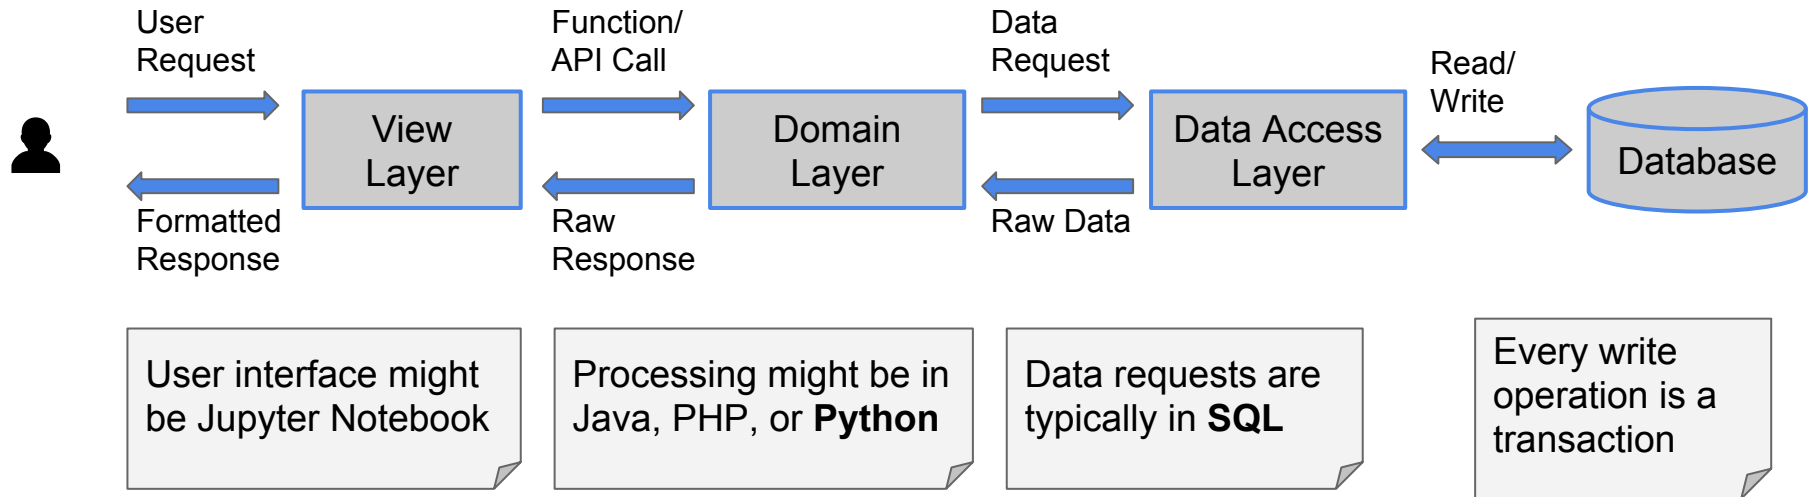 User
Request
Function/
API Call
Data
Request
Read/
Write
View
Layer
Domain
Layer
Data Access
Layer
Database
Formatted
Response
Raw
Response
Raw Data
User interface might
be Jupyter Notebook
Processing might be in
Java, PHP, or Python
Data requests are
typically in SQL
Every write
operation is a
transaction